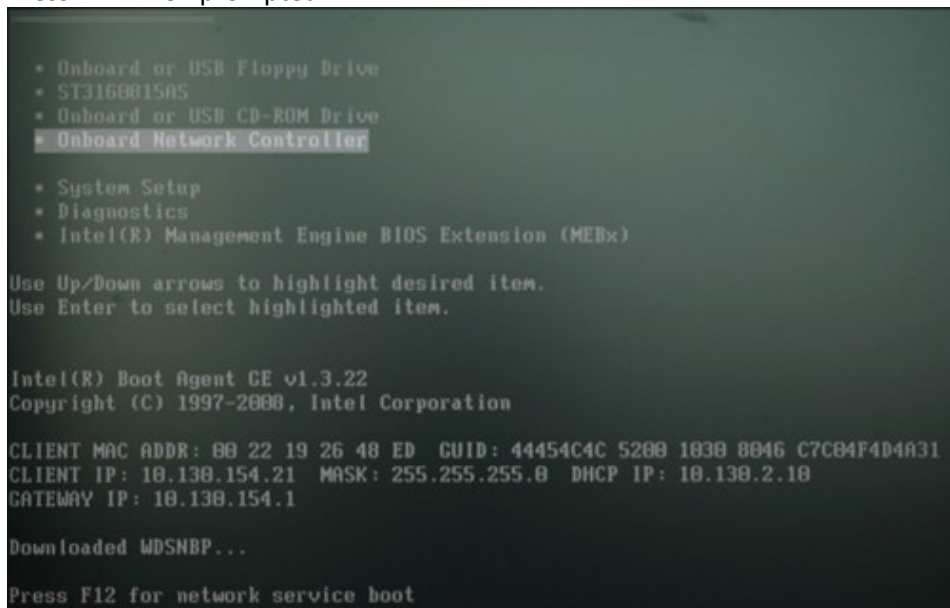 • Onboard or USB Floppy Drive
• ST3160815AS
• Onboard or USB CD-ROM Drive
• Onboard Network Controller
• System Setup
• Diagnostics
• Intel(R) Management Engine BIOS Extension (MEBx)
Use Up/Down arrows to highlight desired item.
Use Enter to select highlighted item.
Intel(R) Boot Agent GE v1.3.22
Copyright (C) 1997-2008, Intel Corporation
CLIENT MAC ADDR: 00 22 19 26 48 ED GUID: 44454C4C 5200 1030 8046 C7C04F4D4A31
CLIENT IP: 10.130.154.21 MASK: 255.255.255.0 DHCP IP: 10.130.2.10
GATEWAY IP: 10.130.154.1
Downloaded WDSNBP...
Press F12 for network service boot